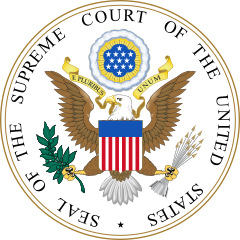 SEAL OF THE SUPREME COURT OF THE UNITED STATES
E PLURIBUS UNUM